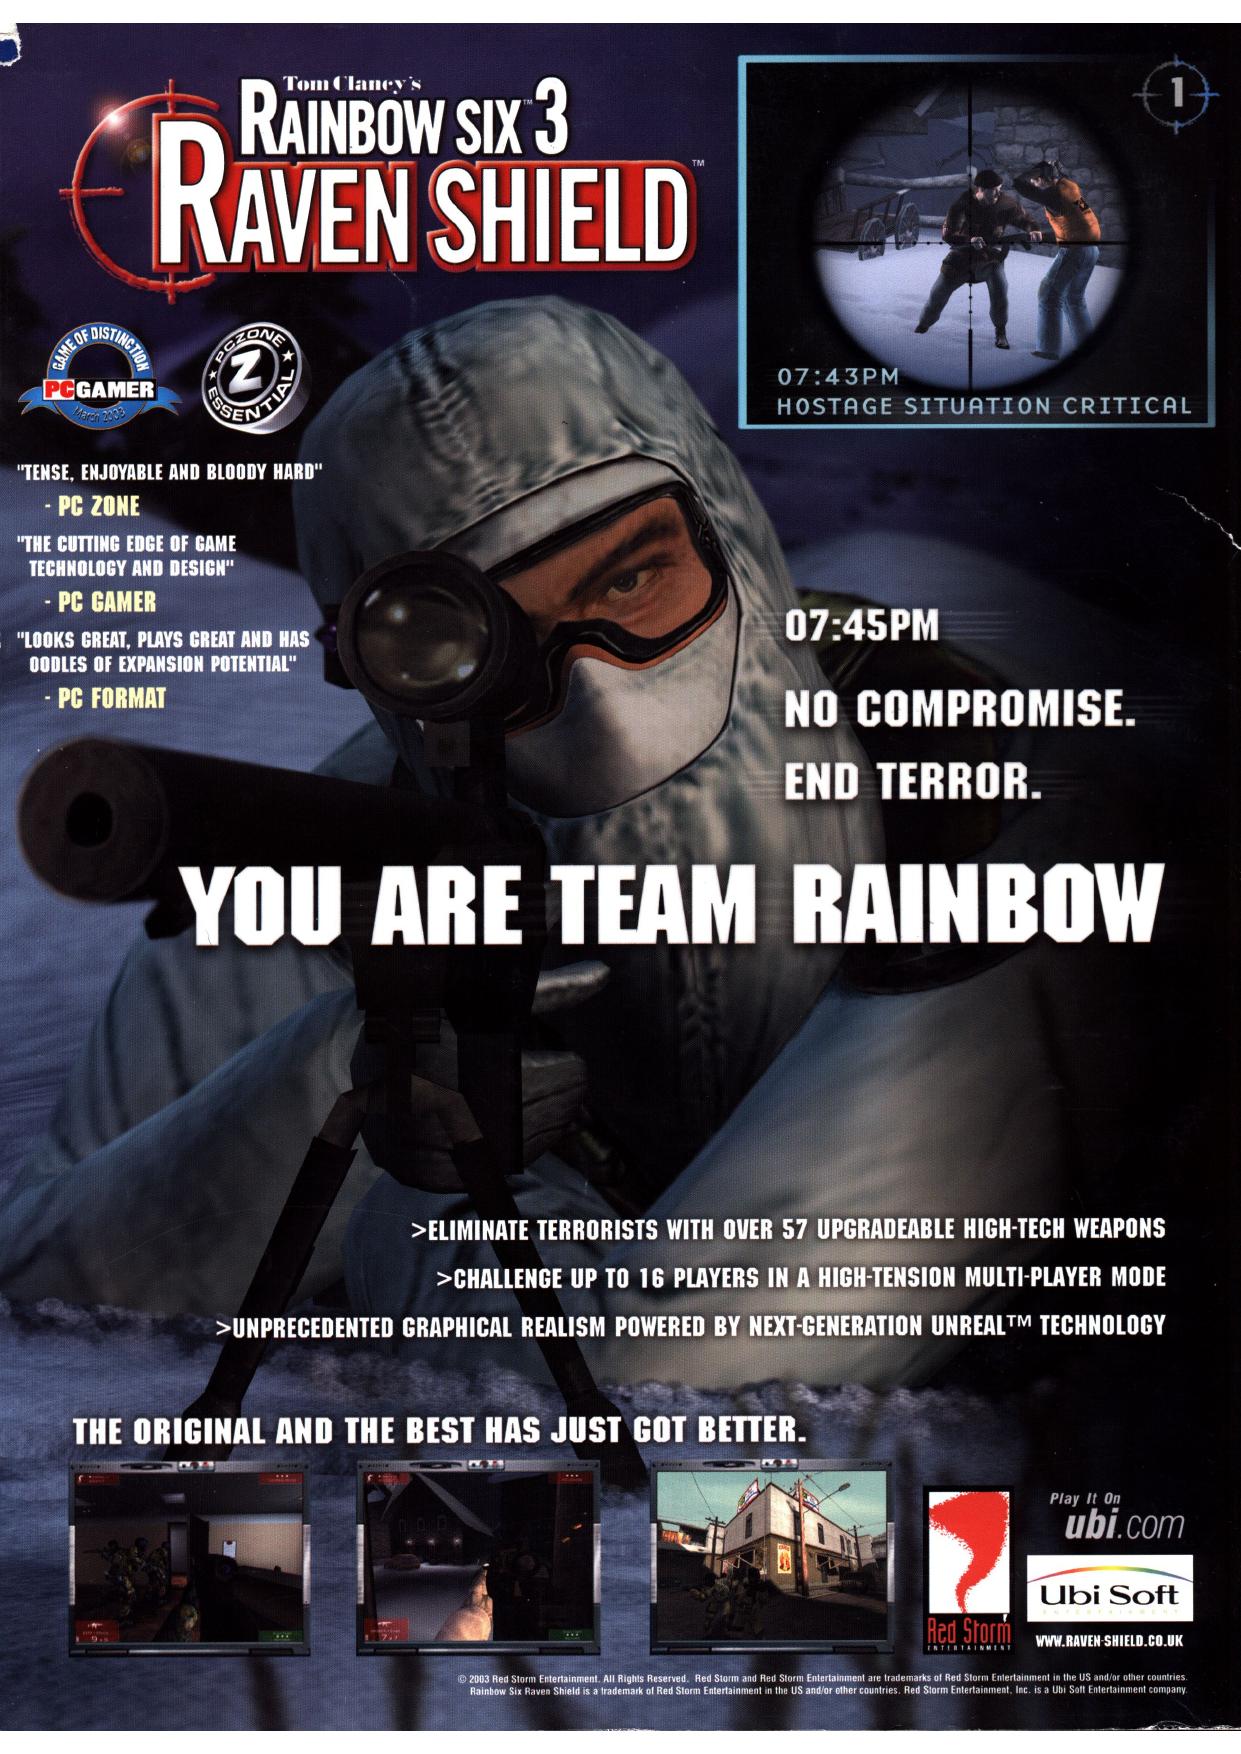 Tom Clancy's
RAINBOW SIX™ 3
RAVEN SHIELD™
1
07:43PM
HOSTAGE SITUATION CRITICAL
GAME OF DISTINCTION
PC GAMER
March 2003
PCZONE
Z
ESSENTIAL
"TENSE, ENJOYABLE AND BLOODY HARD"
- PC ZONE
"THE CUTTING EDGE OF GAME
TECHNOLOGY AND DESIGN"
- PC GAMER
"LOOKS GREAT, PLAYS GREAT AND HAS
OODLES OF EXPANSION POTENTIAL"
- PC FORMAT
07:45PM
NO COMPROMISE.
END TERROR.
YOU ARE TEAM RAINBOW
>ELIMINATE TERRORISTS WITH OVER 57 UPGRADEABLE HIGH-TECH WEAPONS
>CHALLENGE UP TO 16 PLAYERS IN A HIGH-TENSION MULTI-PLAYER MODE
>UNPRECEDENTED GRAPHICAL REALISM POWERED BY NEXT-GENERATION UNREAL™ TECHNOLOGY
THE ORIGINAL AND THE BEST HAS JUST GOT BETTER.
Red Storm
ENTERTAINMENT
Play It On
ubi.com
Ubi Soft
ENTERTAINMENT
WWW.RAVEN-SHIELD.CO.UK
© 2003 Red Storm Entertainment. All Rights Reserved. Red Storm and Red Storm Entertainment are trademarks of Red Storm Entertainment in the US and/or other countries.
Rainbow Six Raven Shield is a trademark of Red Storm Entertainment in the US and/or other countries. Red Storm Entertainment, Inc. is a Ubi Soft Entertainment company.